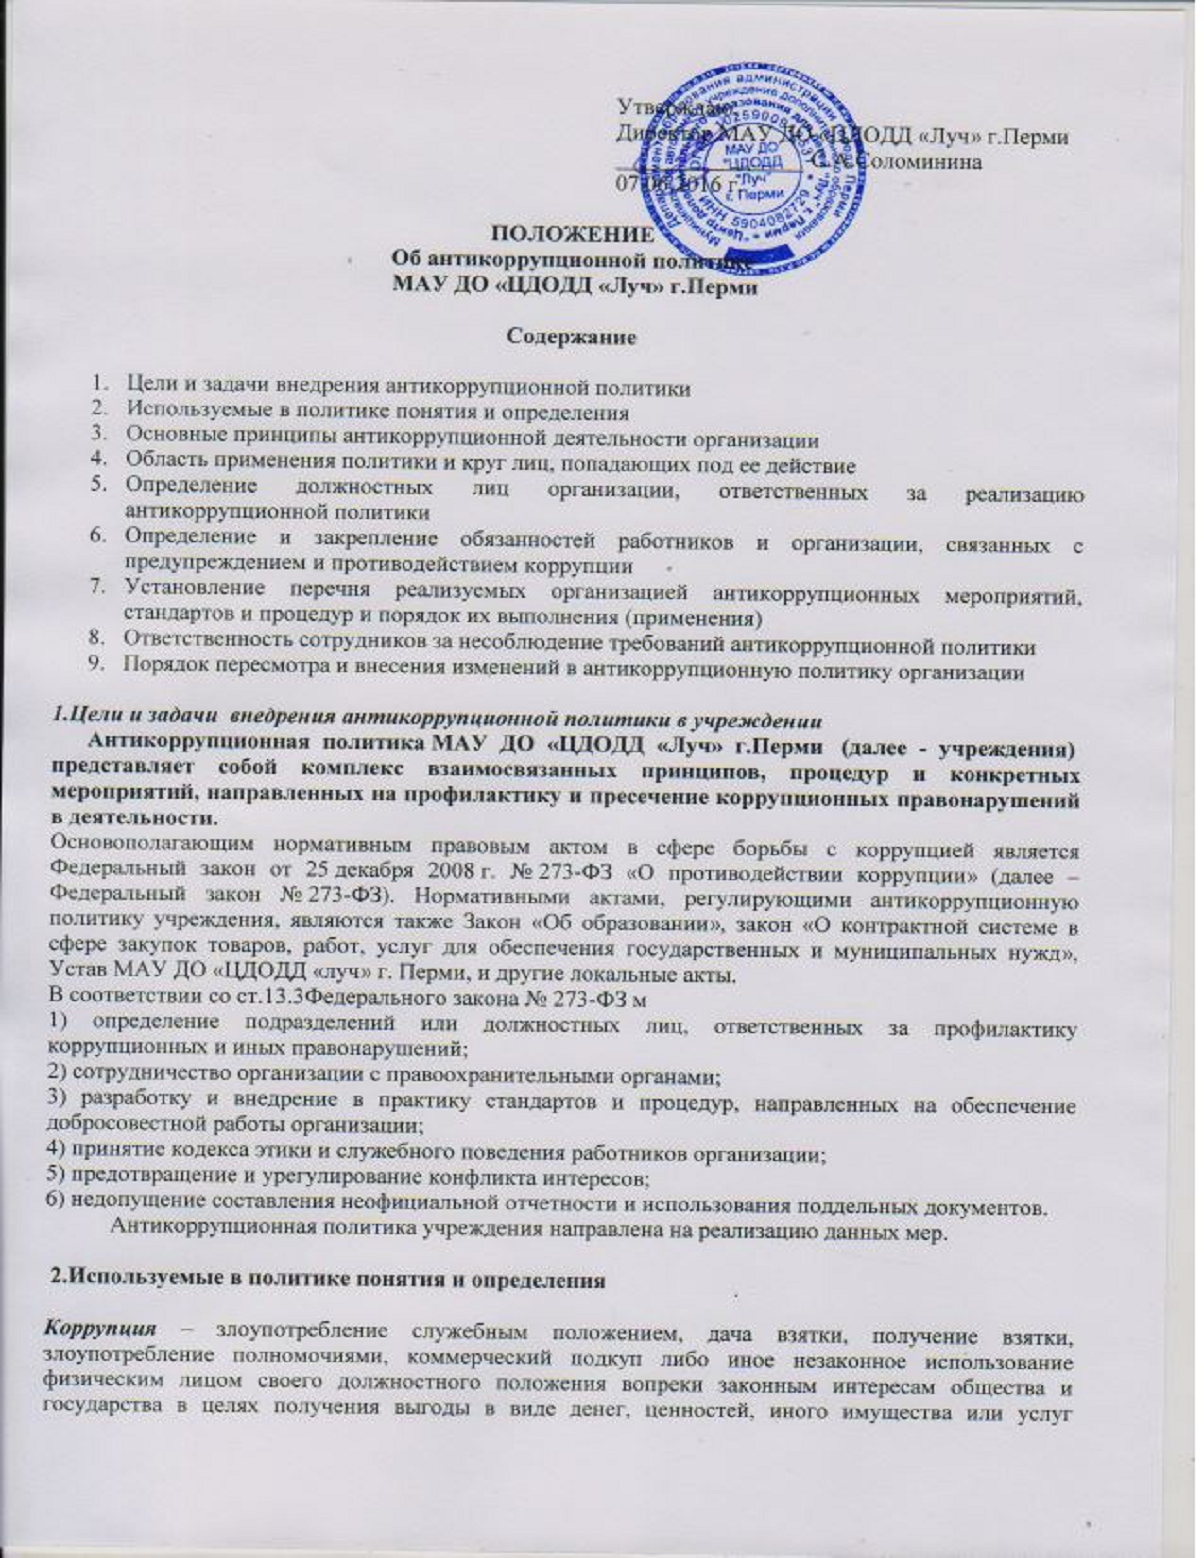 Утверждаю
Директор МАУ ДО «ЦДОДД «Луч» г.Перми
Соломинина
2016 г.
МАУ ДО
"ЦДОДД
"Луч"
г. Перми
ИНН 5904082729
ПОЛОЖЕНИЕ
Об антикоррупционной политике
МАУ ДО «ЦДОДД «Луч» г.Перми
Содержание
1. Цели и задачи внедрения антикоррупционной политики
2. Используемые в политике понятия и определения
3. Основные принципы антикоррупционной деятельности организации
4. Область применения политики и круг лиц, попадающих под ее действие
5. Определение должностных лиц организации, ответственных за реализацию
антикоррупционной политики
6. Определение и закрепление обязанностей работников и организации, связанных с
предупреждением и противодействием коррупции
7. Установление перечня реализуемых организацией антикоррупционных мероприятий,
стандартов и процедур и порядок их выполнения (применения)
8. Ответственность сотрудников за несоблюдение требований антикоррупционной политики
9. Порядок пересмотра и внесения изменений в антикоррупционную политику организации
1.Цели и задачи внедрения антикоррупционной политики в учреждении
Антикоррупционная политика МАУ ДО «ЦДОДД «Луч» г.Перми (далее - учреждения)
представляет собой комплекс взаимосвязанных принципов, процедур и конкретных
мероприятий, направленных на профилактику и пресечение коррупционных правонарушений
в деятельности.
Основополагающим нормативным правовым актом в сфере борьбы с коррупцией является
Федеральный закон от 25 декабря 2008 г. № 273-ФЗ «О противодействии коррупции» (далее –
Федеральный закон № 273-ФЗ). Нормативными актами, регулирующими антикоррупционную
политику учреждения, являются также Закон «Об образовании», закон «О контрактной системе в
сфере закупок товаров, работ, услуг для обеспечения государственных и муниципальных нужд»,
Устав МАУ ДО «ЦДОДД «луч» г. Перми, и другие локальные акты.
В соответствии со ст.13.3Федерального закона № 273-ФЗ м
1) определение подразделений или должностных лиц, ответственных за профилактику
коррупционных и иных правонарушений;
2) сотрудничество организации с правоохранительными органами;
3) разработку и внедрение в практику стандартов и процедур, направленных на обеспечение
добросовестной работы организации;
4) принятие кодекса этики и служебного поведения работников организации;
5) предотвращение и урегулирование конфликта интересов;
6) недопущение составления неофициальной отчетности и использования поддельных документов.
Антикоррупционная политика учреждения направлена на реализацию данных мер.
2.Используемые в политике понятия и определения
Коррупция – злоупотребление служебным положением, дача взятки, получение взятки,
злоупотребление полномочиями, коммерческий подкуп либо иное незаконное использование
физическим лицом своего должностного положения вопреки законным интересам общества и
государства в целях получения выгоды в виде денег, ценностей, иного имущества или услуг